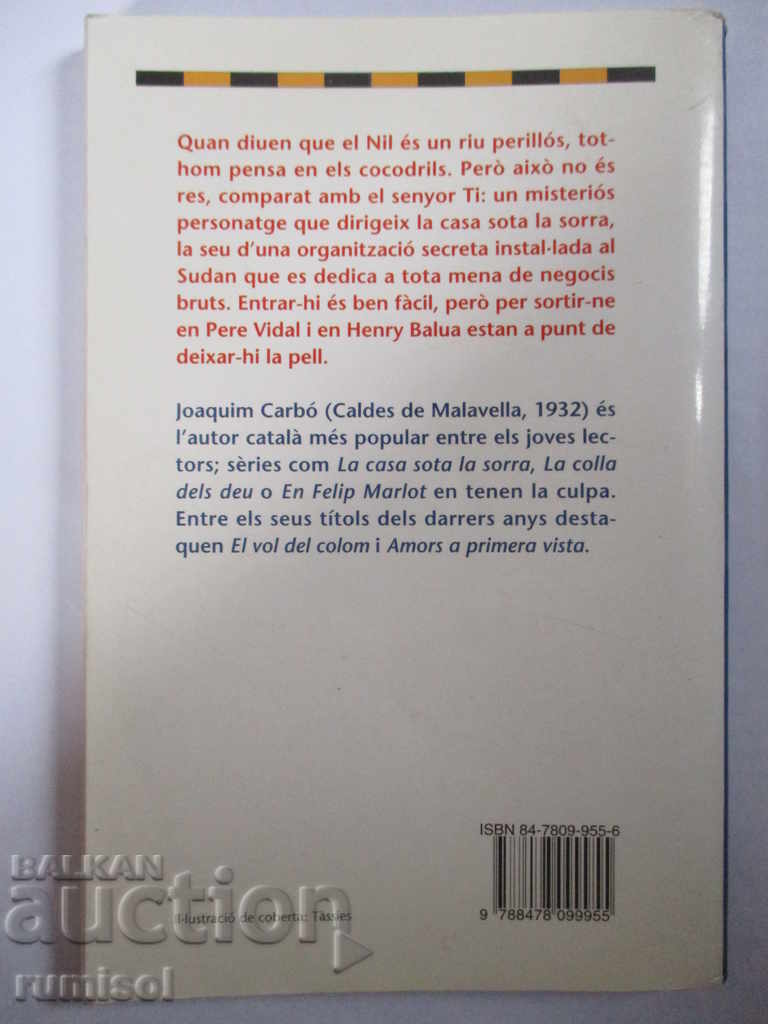 Quan diuen que el Nil és un riu perillós, tot-
hom pensa en els cocodrils. Però això no és
res, comparat amb el senyor Ti: un misteriós
personatge que dirigeix la casa sota la sorra,
la seu d'una organització secreta instal·lada al
Sudan que es dedica a tota mena de negocis
bruts. Entrar-hi és ben fàcil, però per sortir-ne
en Pere Vidal i en Henry Balua estan a punt de
deixar-hi la pell.
Joaquim Carbó (Caldes de Malavella, 1932) és
l'autor català més popular entre els joves lec-
tors; sèries com La casa sota la sorra, La colla
dels deu o En Felip Marlot en tenen la culpa.
Entre els seus títols dels darrers anys desta-
quen El vol del colom i Amors a primera vista.
ISBN 84-7809-955-6
9 788478 099955
Il·lustració de coberta: Tàssies
BALKAN
auction
rumisol